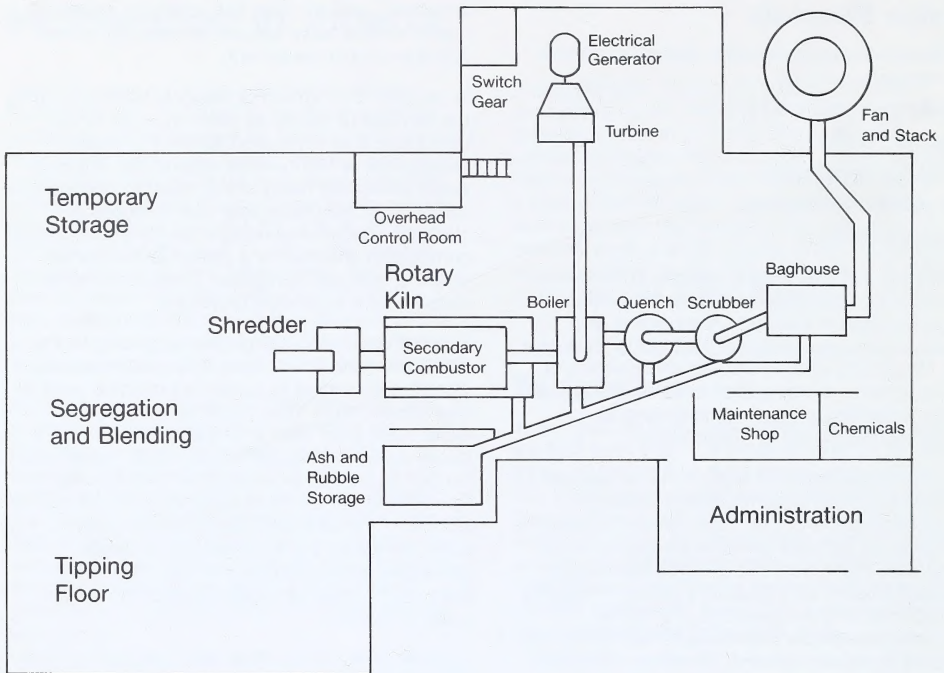 Electrical
Generator
Switch
Gear
Turbine
Fan
and Stack
Temporary
Storage
Overhead
Control Room
Rotary
Kiln
Baghouse
Boiler
Quench
Scrubber
Shredder
Secondary
Combustor
Segregation
and Blending
Maintenance
Shop
Chemicals
Ash and
Rubble
Storage
Administration
Tipping
Floor